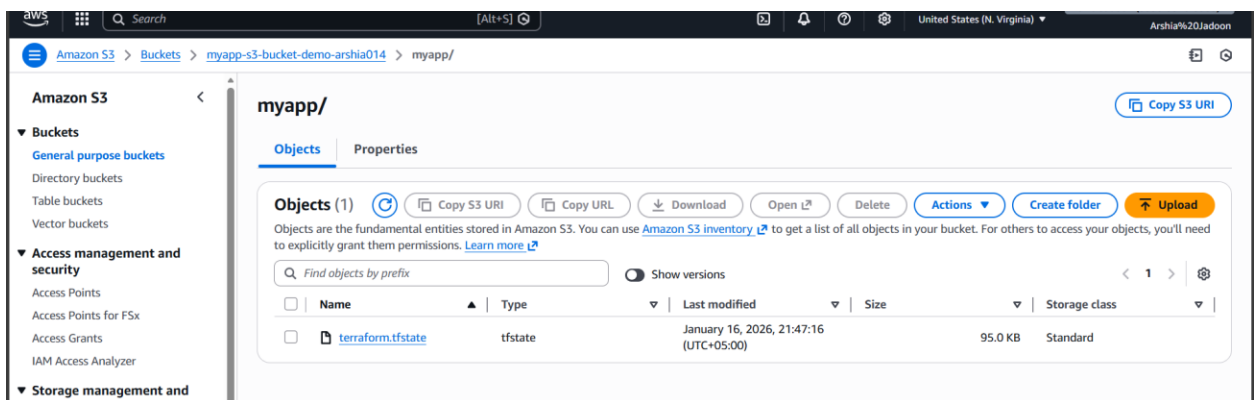 aws
Search [Alt+S] United States (N. Virginia) ▼
Arshia%20Jadoon
Amazon S3 > Buckets > myapp-s3-bucket-demo-arshia014 > myapp/
Amazon S3
Buckets
General purpose buckets
Directory buckets
Table buckets
Vector buckets
Access management and
security
Access Points
Access Points for FSx
Access Grants
IAM Access Analyzer
Storage management and
myapp/
Copy S3 URI
Objects Properties
Objects (1) Copy S3 URI Copy URL Download Open Delete Actions ▼ Create folder Upload
Objects are the fundamental entities stored in Amazon S3. You can use Amazon S3 inventory to get a list of all objects in your bucket. For others to access your objects, you'll need
to explicitly grant them permissions. Learn more
Find objects by prefix Show versions < 1 >
Name Type Last modified Size Storage class
terraform.tfstate tfstate January 16, 2026, 21:47:16 95.0 KB Standard
(UTC+05:00)